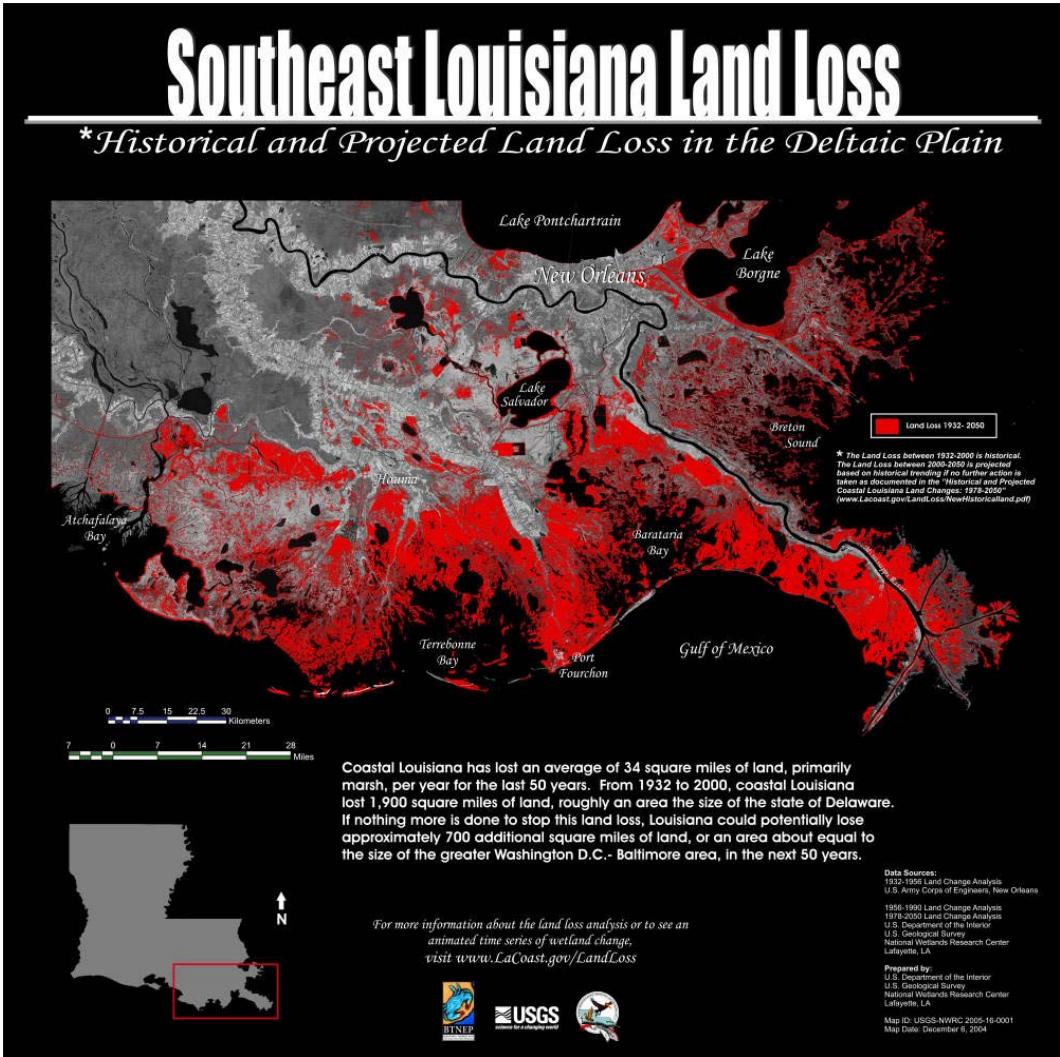 Southeast Louisiana Land Loss
*Historical and Projected Land Loss in the Deltaic Plain
Lake Pontchartrain
New Orleans
Lake
Borgne
Lake
Salvador
Breton
Sound
Land Loss 1932- 2050
* The Land Loss between 1932-2000 is historical.
The Land Loss between 2000-2050 is projected
based on historical trending if no further action is
taken as documented in the "Historical and Projected
Coastal Louisiana Land Changes: 1978-2050"
(www.Lacoast.gov/LandLoss/NewHistoricalland.pdf)
Houma
Atchafalaya
Bay
Barataria
Bay
Terrebonne
Bay
Port
Fourchon
Gulf of Mexico
0 7.5 15 22.5 30
Kilometers
7 0 7 14 21 28
Miles
Coastal Louisiana has lost an average of 34 square miles of land, primarily
marsh, per year for the last 50 years. From 1932 to 2000, coastal Louisiana
lost 1,900 square miles of land, roughly an area the size of the state of Delaware.
If nothing more is done to stop this land loss, Louisiana could potentially lose
approximately 700 additional square miles of land, or an area about equal to
the size of the greater Washington D.C.- Baltimore area, in the next 50 years.
N
For more information about the land loss analysis or to see an
animated time series of wetland change,
visit www.LaCoast.gov/LandLoss
BTNEP
USGS
science for a changing world
Data Sources:
1932-1956 Land Change Analysis
U.S. Army Corps of Engineers, New Orleans
1956-1990 Land Change Analysis
1978-2050 Land Change Analysis
U.S. Department of the Interior
U.S. Geological Survey
National Wetlands Research Center
Lafayette, LA
Prepared by:
U.S. Department of the Interior
U.S. Geological Survey
National Wetlands Research Center
Lafayette, LA
Map ID: USGS-NWRC 2005-16-0001
Map Date: December 6, 2004